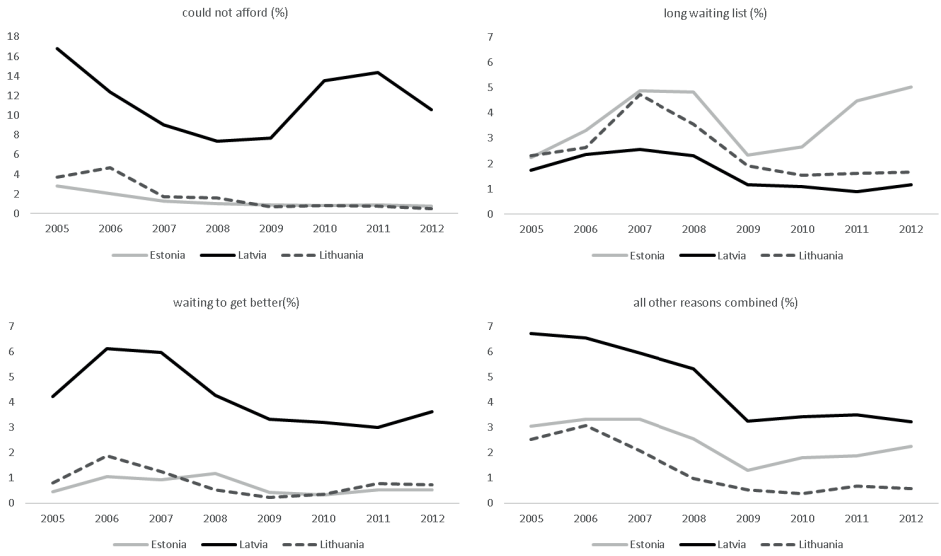 could not afford (%)
18
16
14
12
10
8
6
4
2
0
2005 2006 2007 2008 2009 2010 2011 2012
Estonia Latvia Lithuania
long waiting list (%)
7
6
5
4
3
2
1
0
2005 2006 2007 2008 2009 2010 2011 2012
Estonia Latvia Lithuania
waiting to get better(%)
7
6
5
4
3
2
1
0
2005 2006 2007 2008 2009 2010 2011 2012
Estonia Latvia Lithuania
all other reasons combined (%)
7
6
5
4
3
2
1
0
2005 2006 2007 2008 2009 2010 2011 2012
Estonia Latvia Lithuania